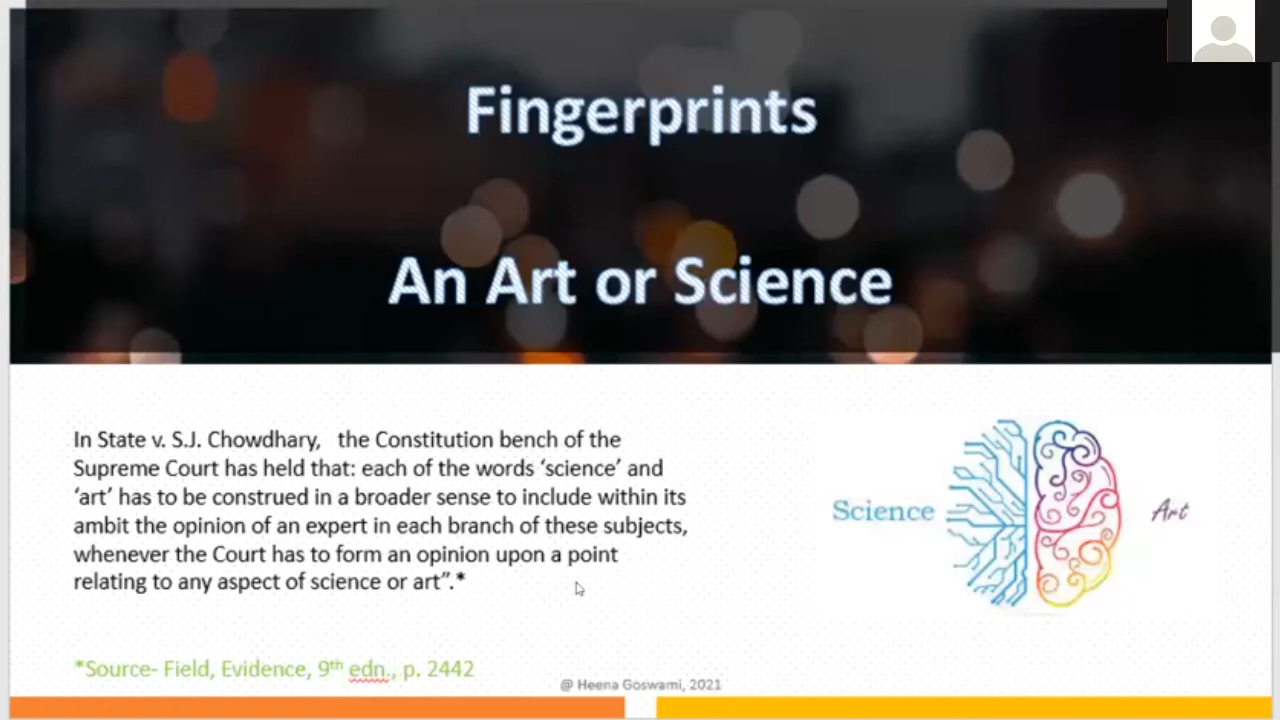 Fingerprints
An Art or Science
In State v. S.J. Chowdhary, the Constitution bench of the
Supreme Court has held that: each of the words ‘science’ and
‘art’ has to be construed in a broader sense to include within its
ambit the opinion of an expert in each branch of these subjects,
whenever the Court has to form an opinion upon a point
relating to any aspect of science or art”.*
Science
Art
*Source- Field, Evidence, 9th edn., p. 2442
@ Heena Goswami, 2021